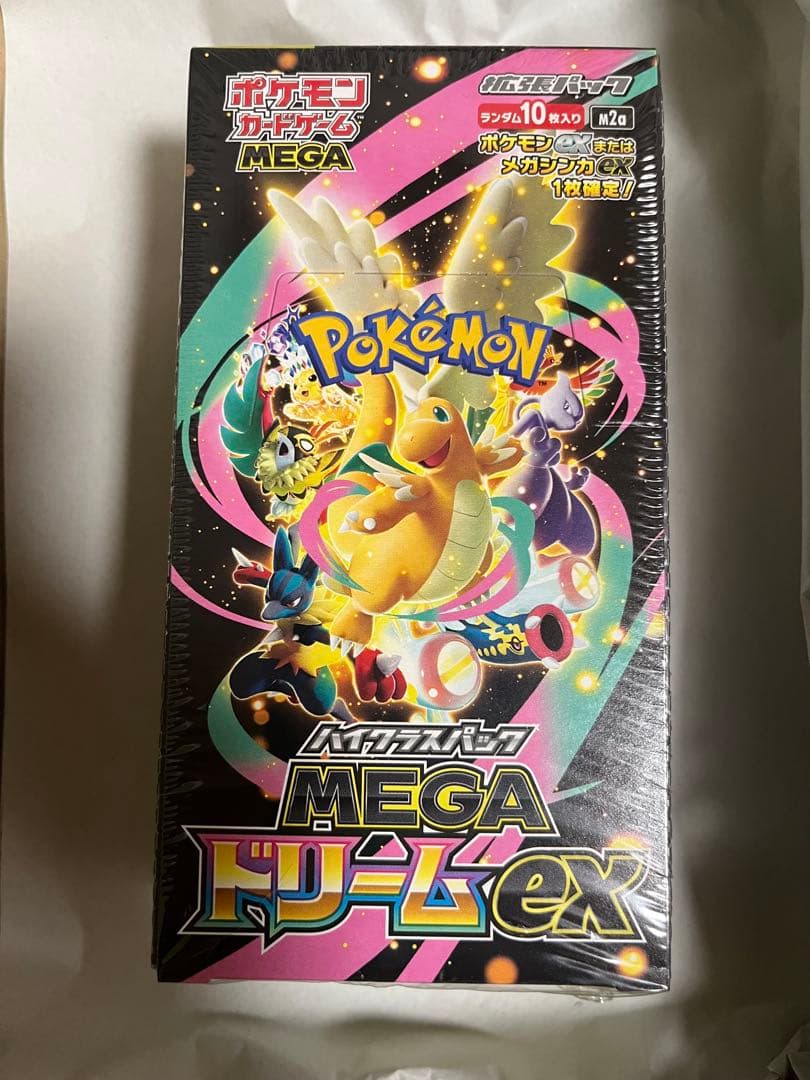 ポケモン
カードゲーム™
MEGA
拡張パック
ランダム10枚入り M2a
ポケモンexまたは
メガシンカex
1枚確定!
POKéMON™
ハイクラスパック
MEGA
ドリームex